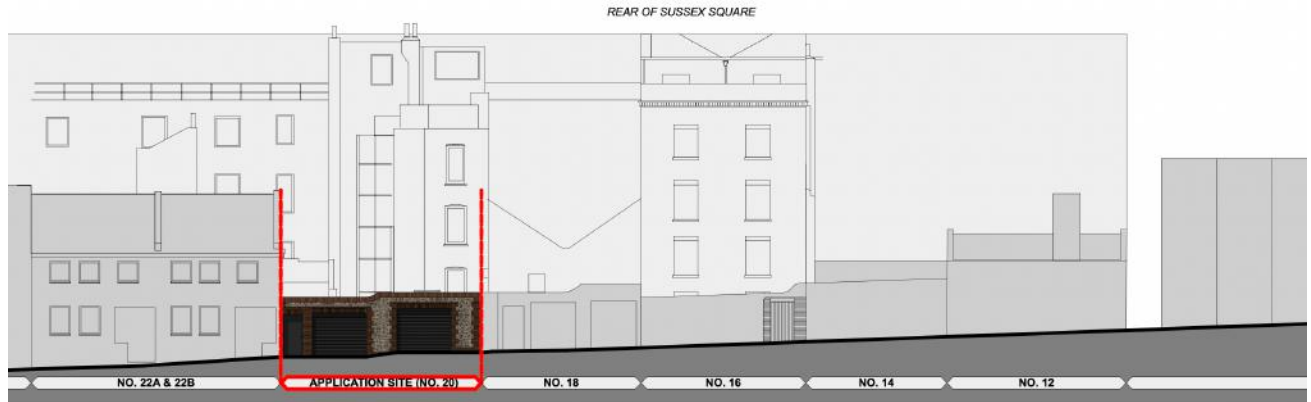 REAR OF SUSSEX SQUARE
NO. 22A & 22B
APPLICATION SITE (NO. 20)
NO. 18
NO. 16
NO. 14
NO. 12